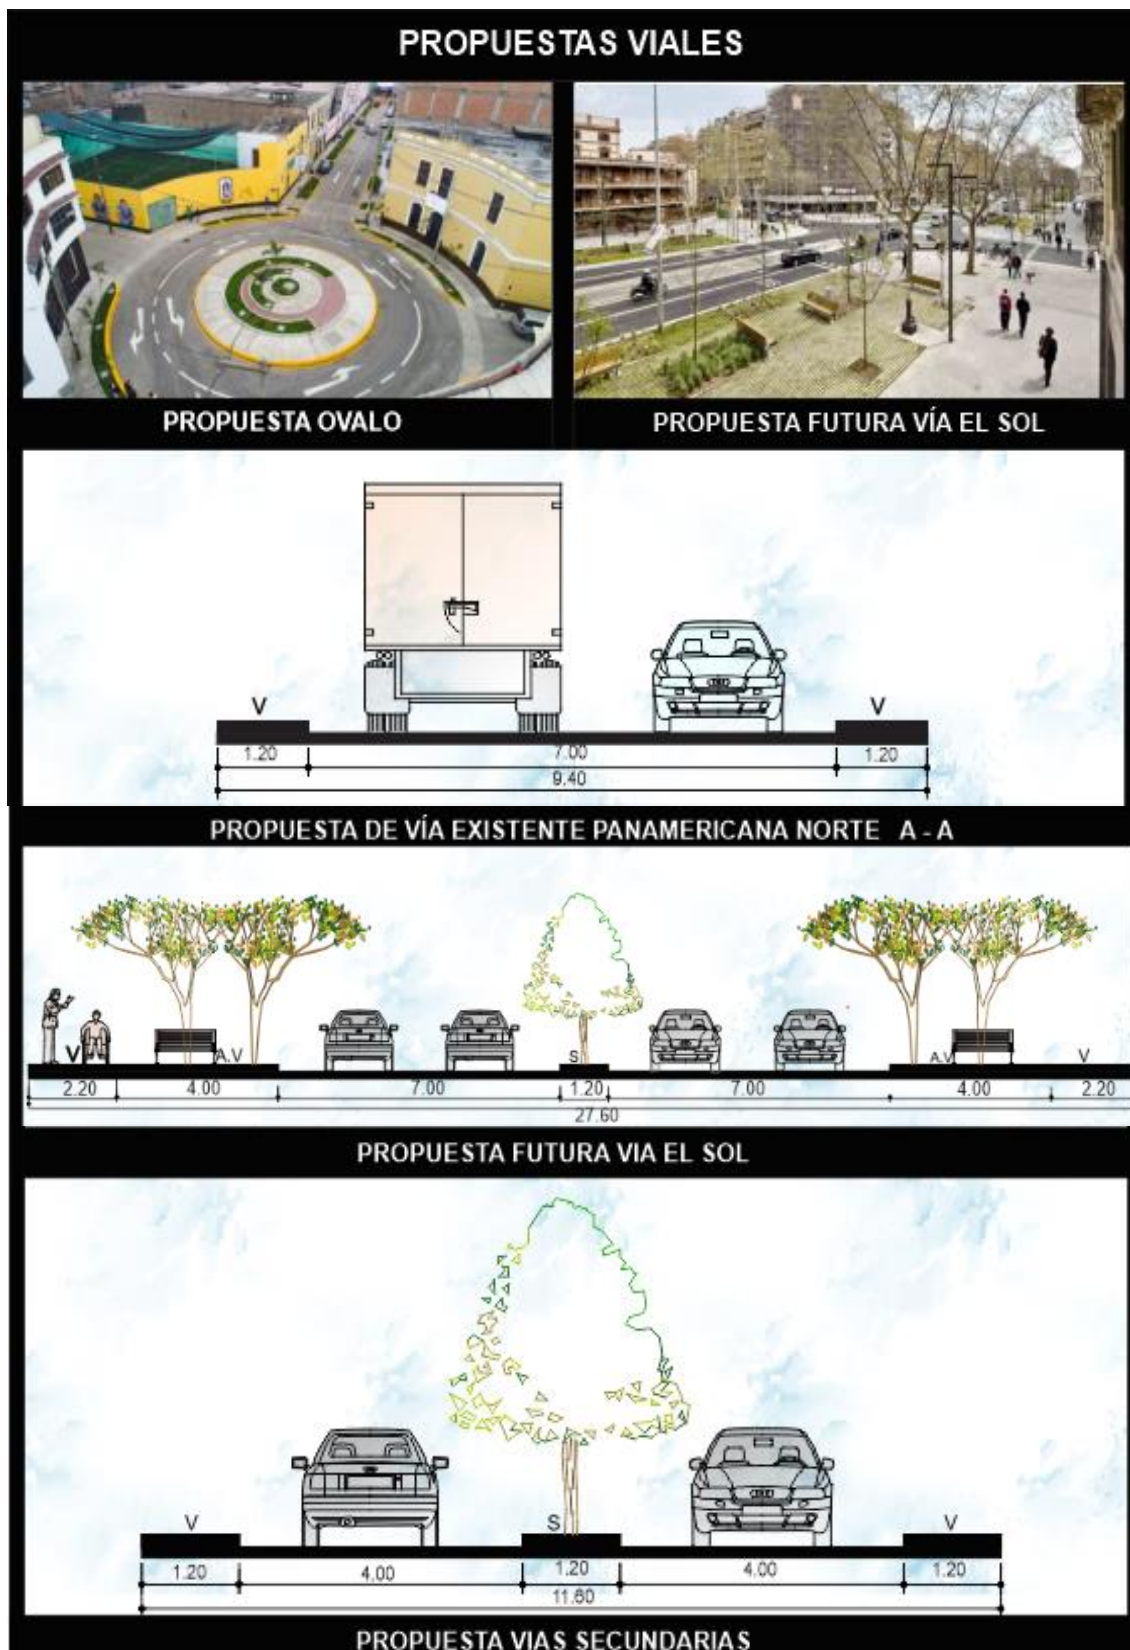 PROPUESTAS VIALES
PROPUESTA OVALO
PROPUESTA FUTURA VÍA EL SOL
V V
1.20 7.00 1.20
9.40
PROPUESTA DE VÍA EXISTENTE PANAMERICANA NORTE A - A
V A.V S A.V V
2.20 4.00 7.00 1.20 7.00 4.00 2.20
27.60
PROPUESTA FUTURA VIA EL SOL
V S V
1.20 4.00 1.20 4.00 1.20
11.60
PROPUESTA VIAS SECUNDARIAS